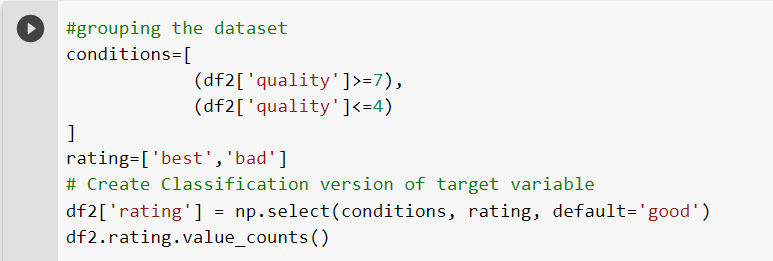 #grouping the dataset
conditions=[
            (df2['quality']>=7),
            (df2['quality']<=4)
]
rating=['best','bad']
# Create Classification version of target variable
df2['rating'] = np.select(conditions, rating, default='good')
df2.rating.value_counts()